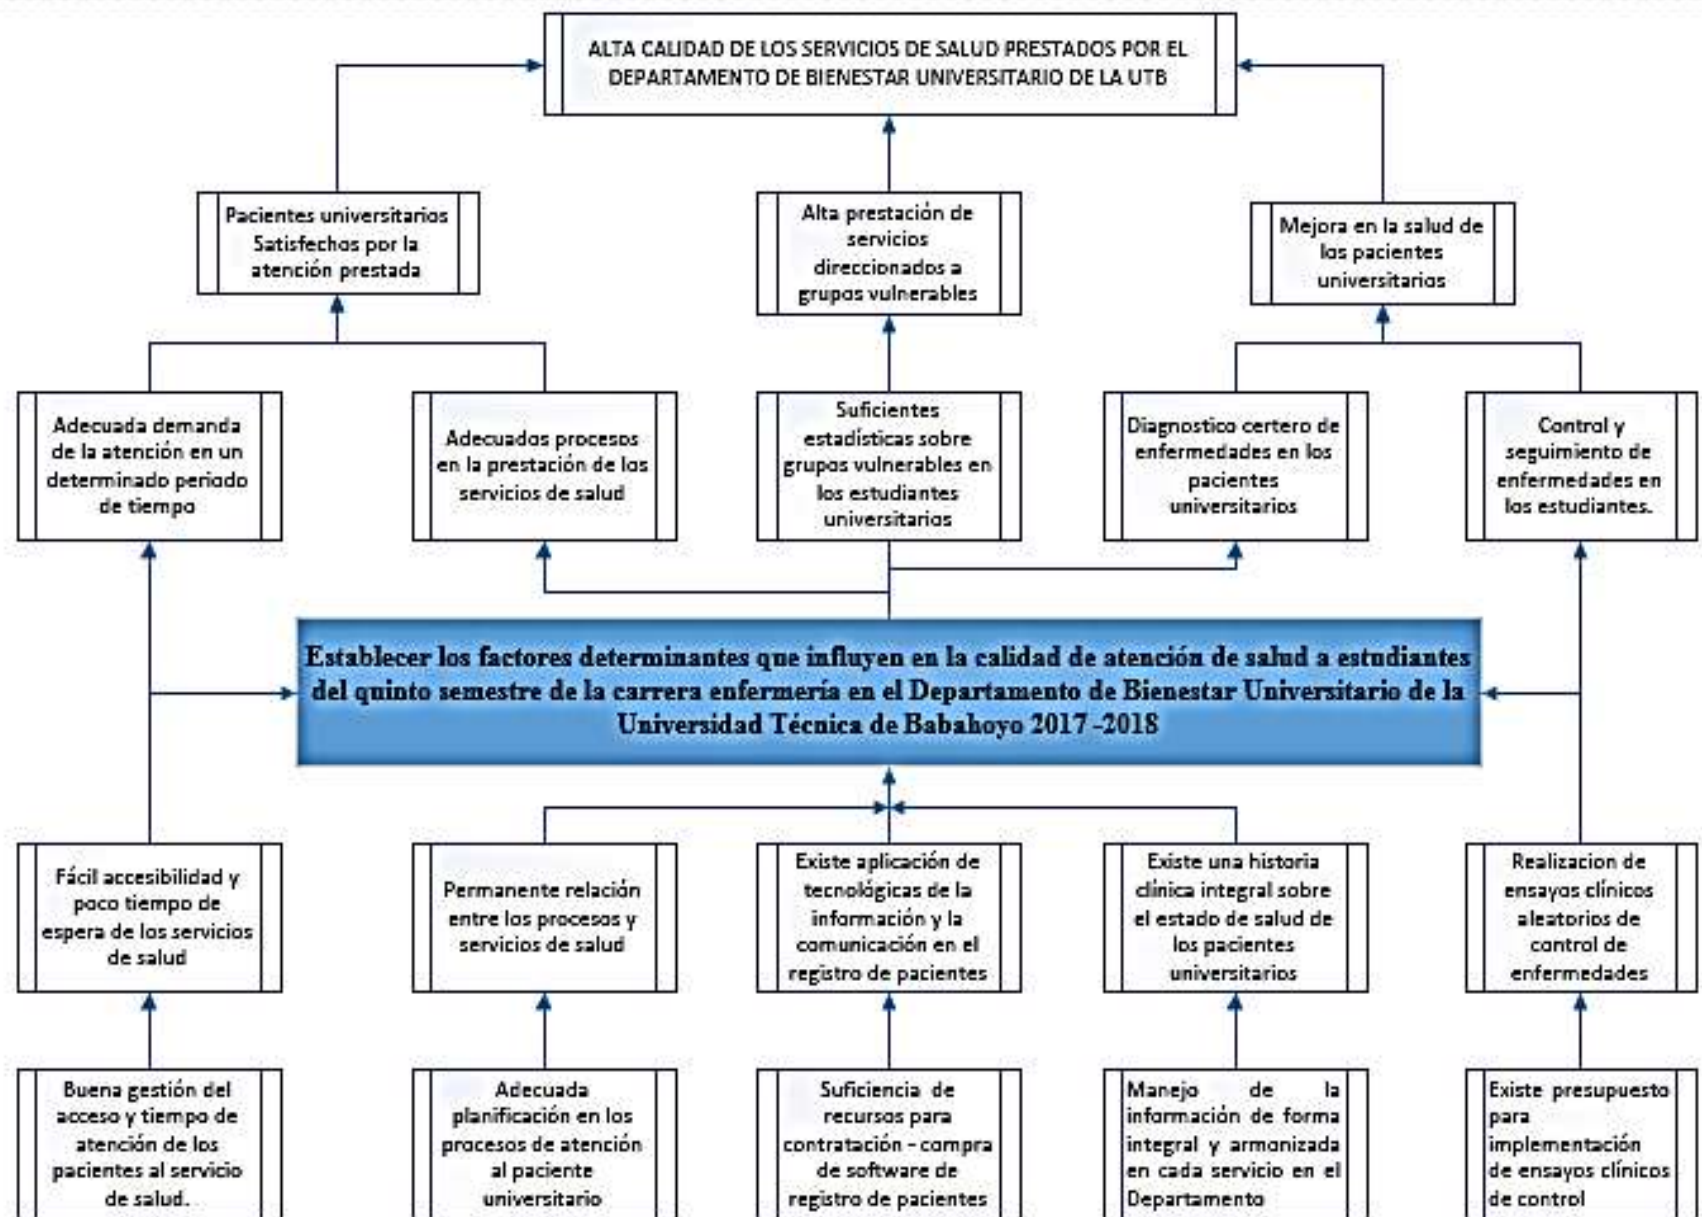 ALTA CALIDAD DE LOS SERVICIOS DE SALUD PRESTADOS POR EL
DEPARTAMENTO DE BIENESTAR UNIVERSITARIO DE LA UTB
Pacientes universitarios
Satisfechos por la
atención prestada
Alta prestación de
servicios
direccionados a
grupos vulnerables
Mejora en la salud de
los pacientes
universitarios
Adecuada demanda
de la atención en un
determinado periodo
de tiempo
Adecuados procesos
en la prestación de los
servicios de salud
Suficientes
estadísticas sobre
grupos vulnerables en
los estudiantes
universitarios
Diagnostico certero de
enfermedades en los
pacientes
universitarios
Control y
seguimiento de
enfermedades en
los estudiantes.
Establecer los factores determinantes que influyen en la calidad de atención de salud a estudiantes
del quinto semestre de la carrera enfermería en el Departamento de Bienestar Universitario de la
Universidad Técnica de Babahoyo 2017 -2018
Fácil accesibilidad y
poco tiempo de
espera de los servicios
de salud
Permanente relación
entre los procesos y
servicios de salud
Existe aplicación de
tecnológicas de la
información y la
comunicación en el
registro de pacientes
Existe una historia
clínica integral sobre
el estado de salud de
los pacientes
universitarios
Realizacion de
ensayos clínicos
aleatorios de
control de
enfermedades
Buena gestión del
acceso y tiempo de
atención de los
pacientes al servicio
de salud.
Adecuada
planificación en los
procesos de atención
al paciente
universitario
Suficiencia de
recursos para
contratación - compra
de software de
registro de pacientes
Manejo de la
información de forma
integral y armonizada
en cada servicio en el
Departamento
Existe presupuesto
para
implementación
de ensayos clínicos
de control